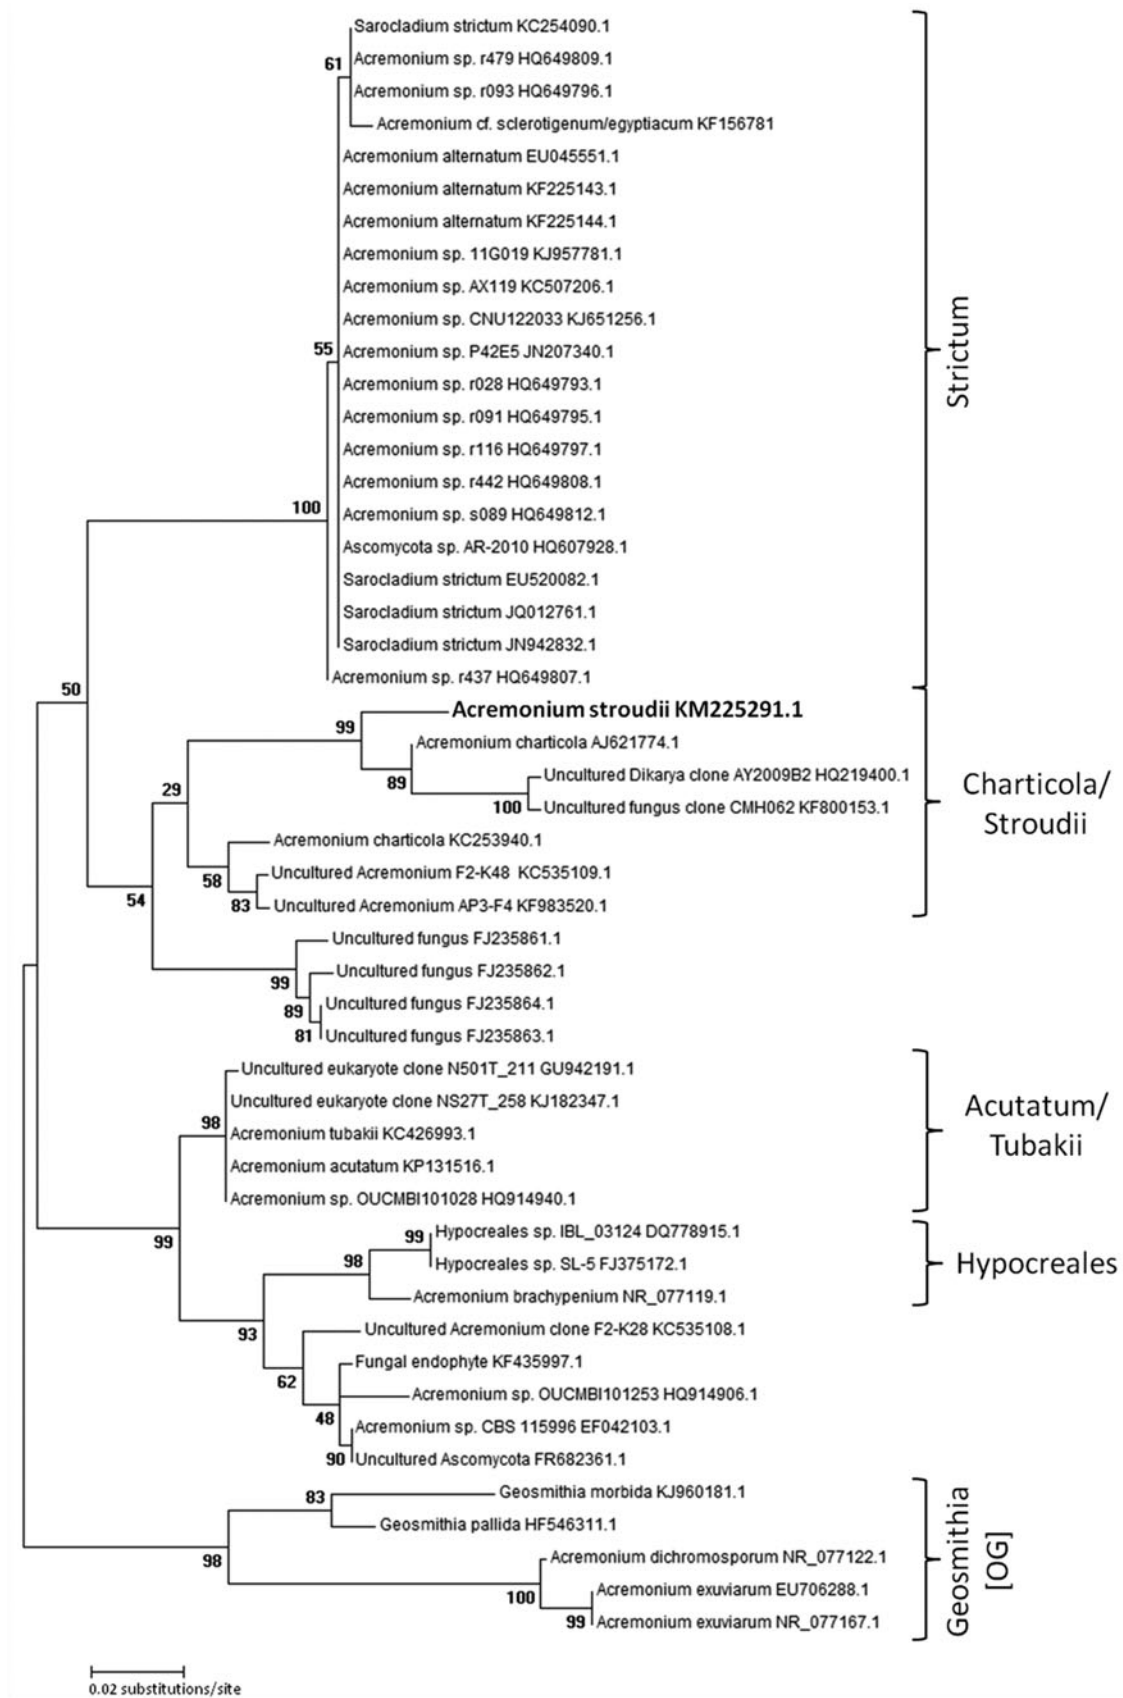 Sarocladium strictum KC254090.1
Acremonium sp. r479 HQ649809.1
61
Acremonium sp. r093 HQ649796.1
Acremonium cf. sclerotigenum/egyptiacum KF156781
Acremonium alternatum EU045551.1
Acremonium alternatum KF225143.1
Acremonium alternatum KF225144.1
Acremonium sp. 11G019 KJ957781.1
Acremonium sp. AX119 KC507206.1
Acremonium sp. CNU122033 KJ651256.1
55
Acremonium sp. P42E5 JN207340.1
Acremonium sp. r028 HQ649793.1
Acremonium sp. r091 HQ649795.1
Acremonium sp. r116 HQ649797.1
Acremonium sp. r442 HQ649808.1
100
Acremonium sp. s089 HQ649812.1
Ascomycota sp. AR-2010 HQ607928.1
Sarocladium strictum EU520082.1
Sarocladium strictum JQ012761.1
Sarocladium strictum JN942832.1
Acremonium sp. r437 HQ649807.1
Strictum
50
Acremonium stroudii KM225291.1
99
Acremonium charticola AJ621774.1
89
Uncultured Dikarya clone AY2009B2 HQ219400.1
100
Uncultured fungus clone CMH062 KF800153.1
29
Acremonium charticola KC253940.1
58
Uncultured Acremonium F2-K48 KC535109.1
83
Uncultured Acremonium AP3-F4 KF983520.1
Charticola/
Stroudii
54
Uncultured fungus FJ235861.1
99
Uncultured fungus FJ235862.1
89
Uncultured fungus FJ235864.1
81
Uncultured fungus FJ235863.1
Uncultured eukaryote clone N501T_211 GU942191.1
Uncultured eukaryote clone NS27T_258 KJ182347.1
98
Acremonium tubakii KC426993.1
Acremonium acutatum KP131516.1
Acremonium sp. OUCMBI101028 HQ914940.1
Acutatum/
Tubakii
99
Hypocreales sp. IBL_03124 DQ778915.1
99
Hypocreales sp. SL-5 FJ375172.1
98
Acremonium brachypenium NR_077119.1
Hypocreales
93
Uncultured Acremonium clone F2-K28 KC535108.1
62
Fungal endophyte KF435997.1
Acremonium sp. OUCMBI101253 HQ914906.1
48
Acremonium sp. CBS 115996 EF042103.1
90
Uncultured Ascomycota FR682361.1
83
Geosmithia morbida KJ960181.1
Geosmithia pallida HF546311.1
98
Acremonium dichromosporum NR_077122.1
100
Acremonium exuviarum EU706288.1
99
Acremonium exuviarum NR_077167.1
Geosmithia
[OG]
0.02 substitutions/site